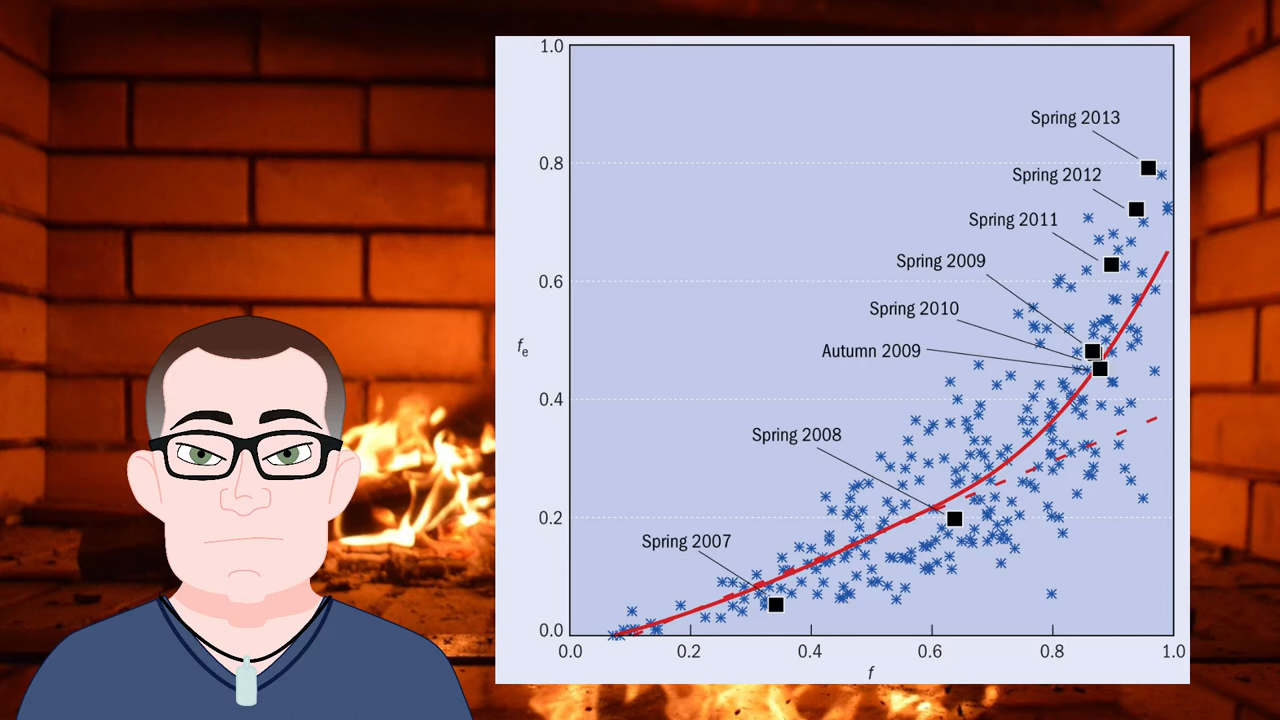 1.0
Spring 2013
0.8
Spring 2012
Spring 2011
Spring 2009
0.6
Spring 2010
fe
Autumn 2009
0.4
Spring 2008
0.2
Spring 2007
0.0
0.0 0.2 0.4 0.6 0.8 1.0
f